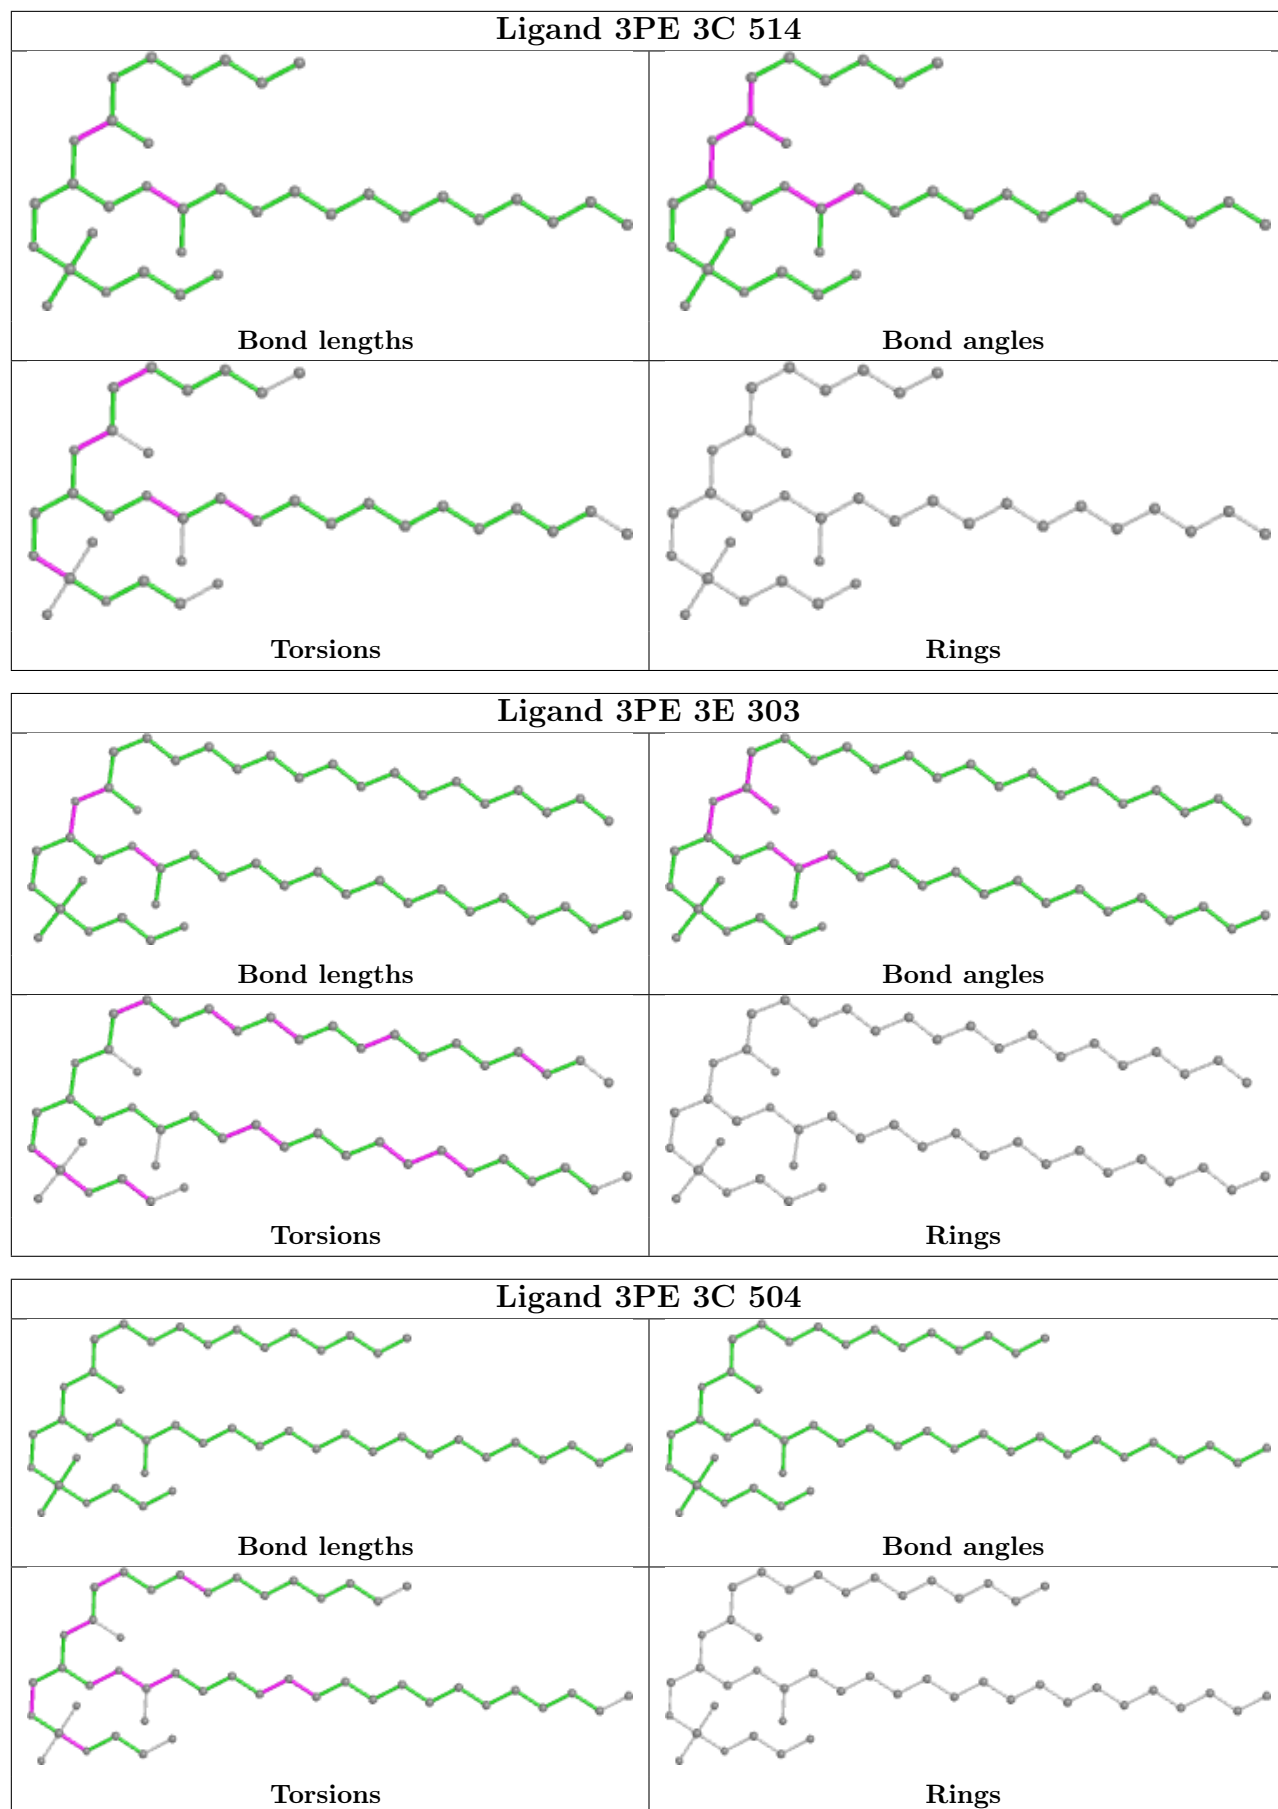 Ligand 3PE 3C 514
Bond lengths
Bond angles
Torsions
Rings
Ligand 3PE 3E 303
Bond lengths
Bond angles
Torsions
Rings
Ligand 3PE 3C 504
Bond lengths
Bond angles
Torsions
Rings